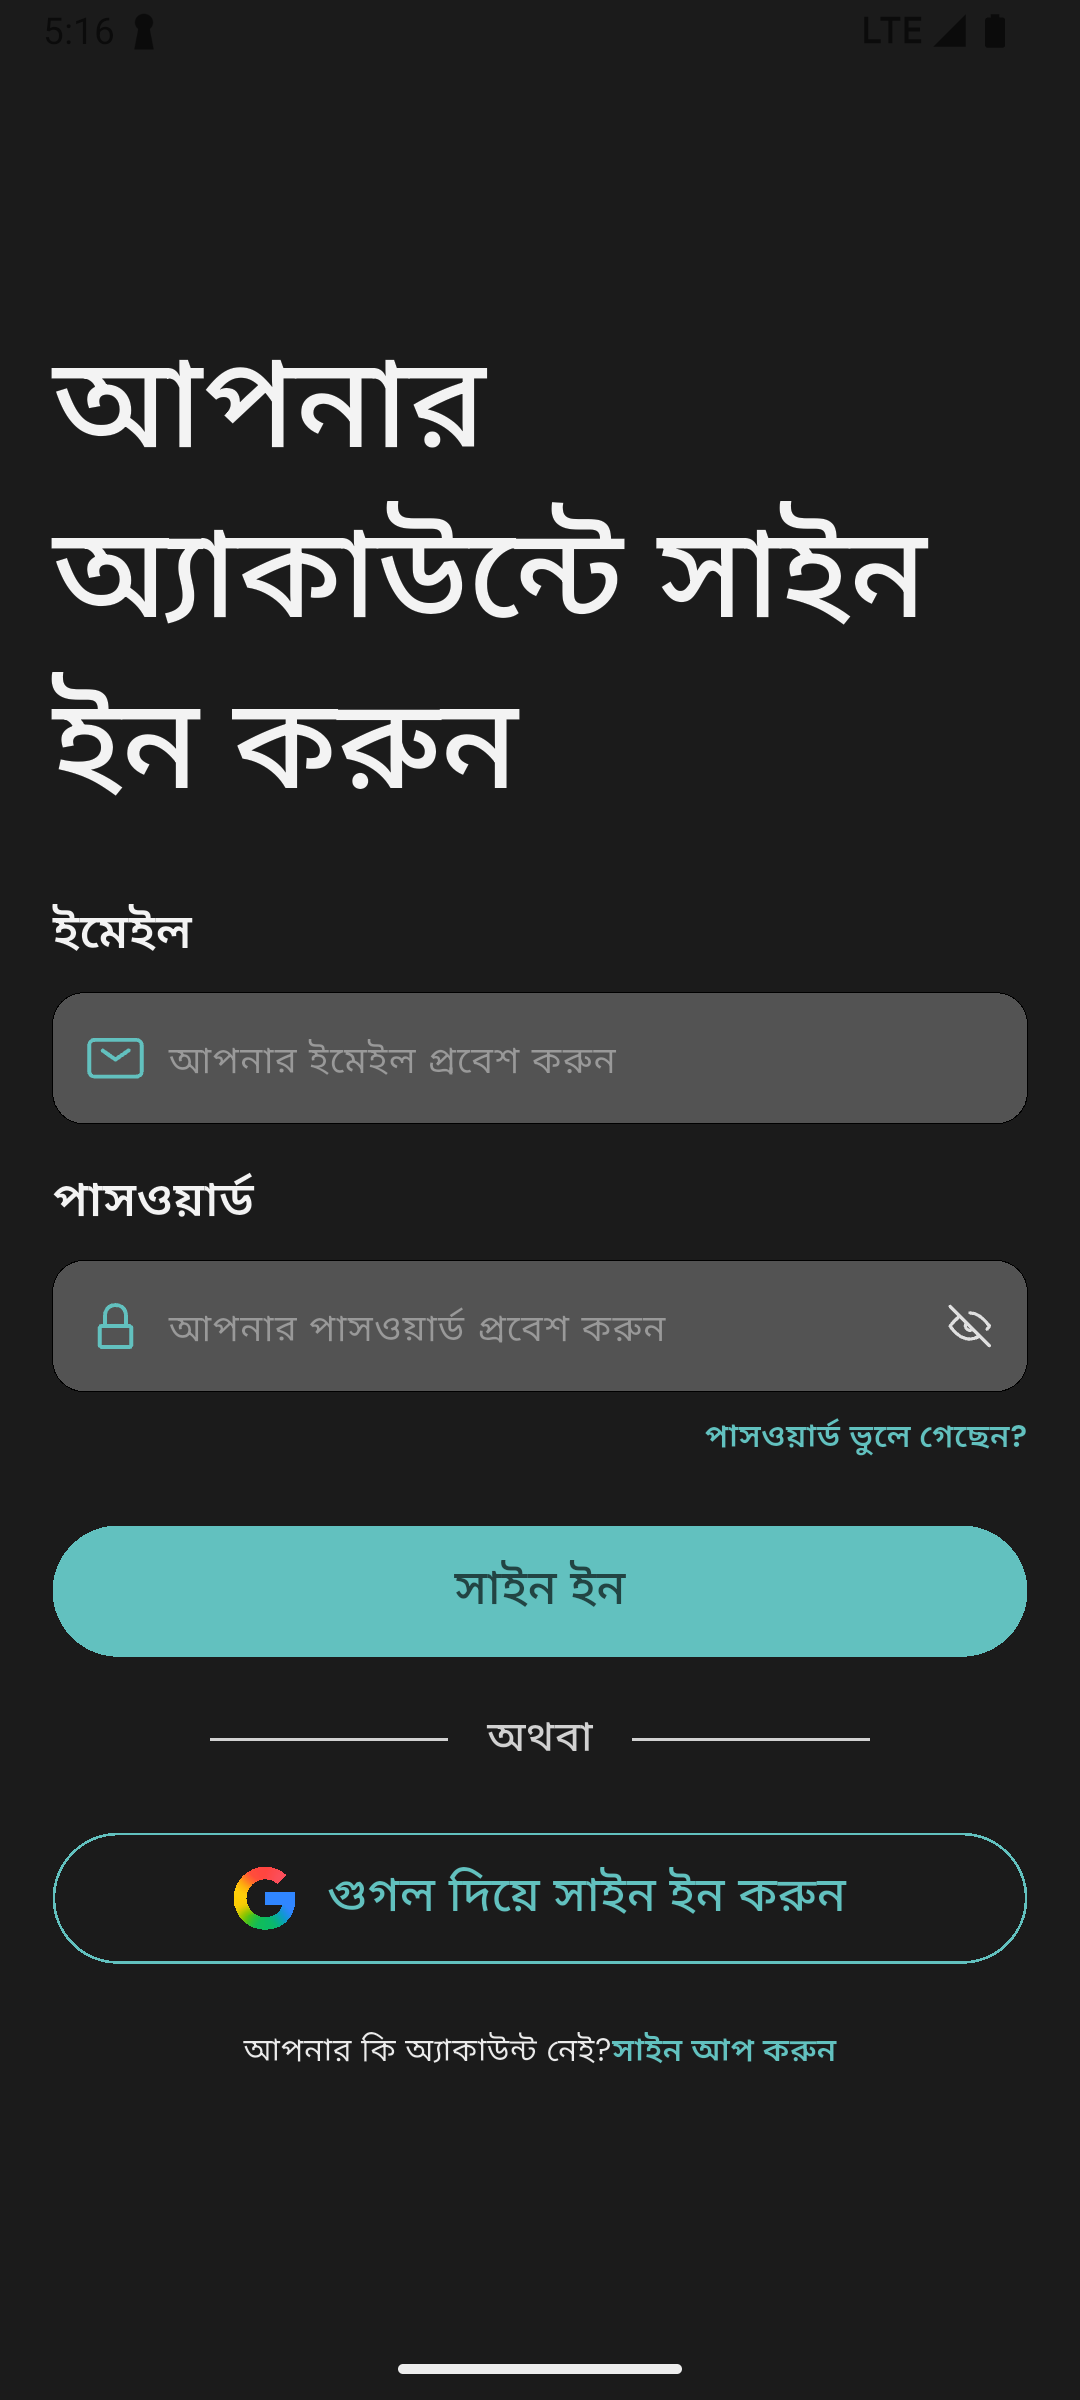 5:16 LTE
আপনার
অ্যাকাউন্টে সাইন
ইন করুন
ইমেইল
আপনার ইমেইল প্রবেশ করুন
পাসওয়ার্ড
আপনার পাসওয়ার্ড প্রবেশ করুন
পাসওয়ার্ড ভুলে গেছেন?
সাইন ইন
অথবা
গুগল দিয়ে সাইন ইন করুন
আপনার কি অ্যাকাউন্ট নেই?সাইন আপ করুন